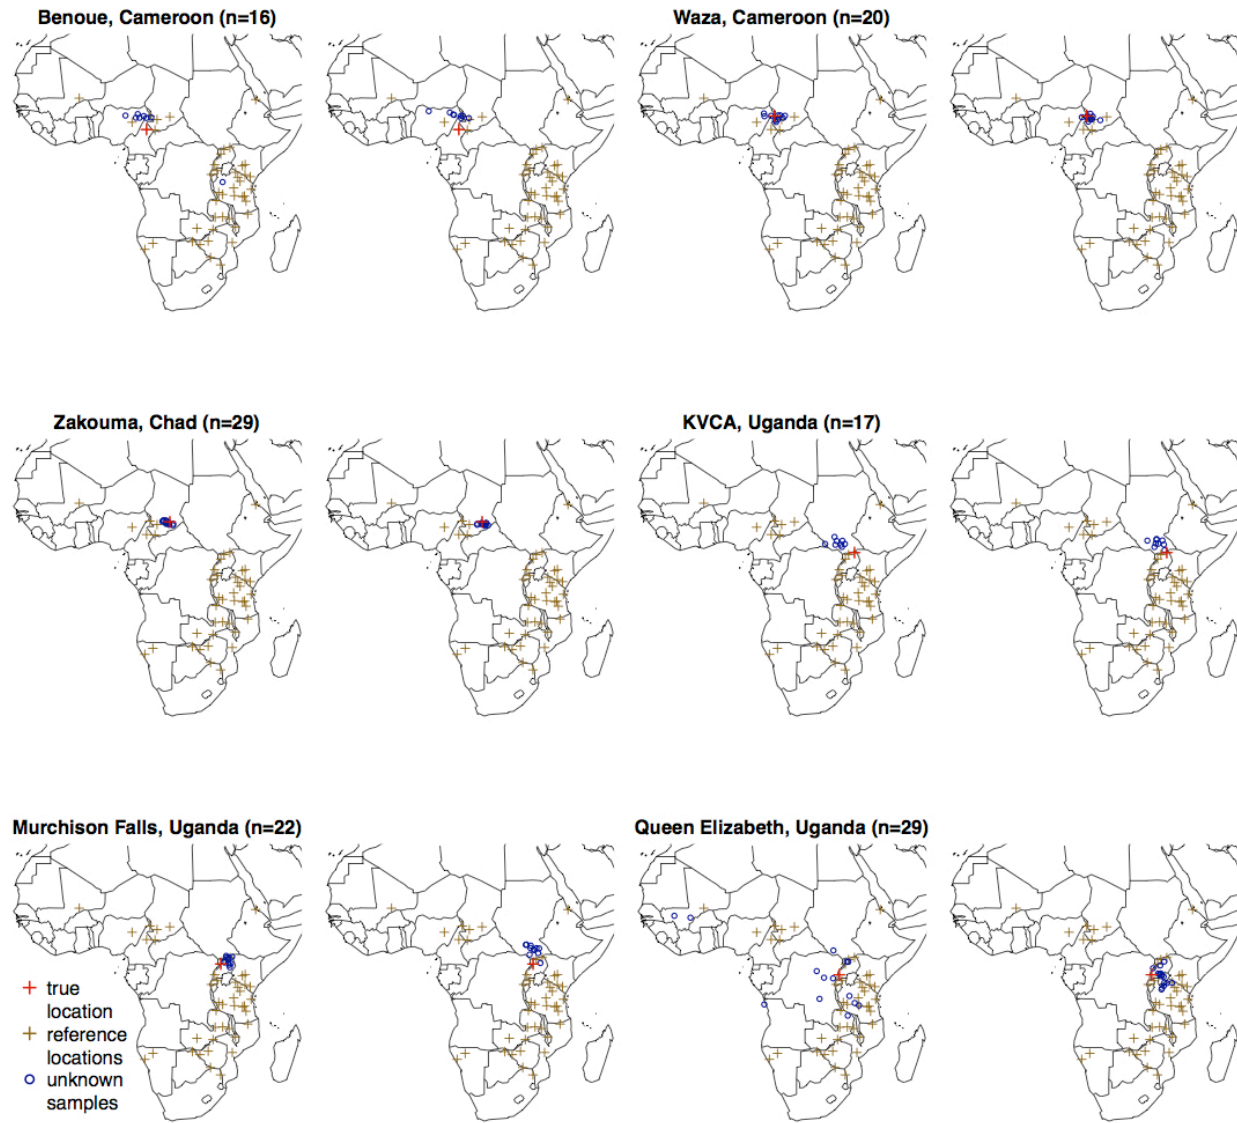 Benoue, Cameroon (n=16)
Waza, Cameroon (n=20)
Zakouma, Chad (n=29)
KVCA, Uganda (n=17)
Murchison Falls, Uganda (n=22)
Queen Elizabeth, Uganda (n=29)
true
location
reference
locations
unknown
samples